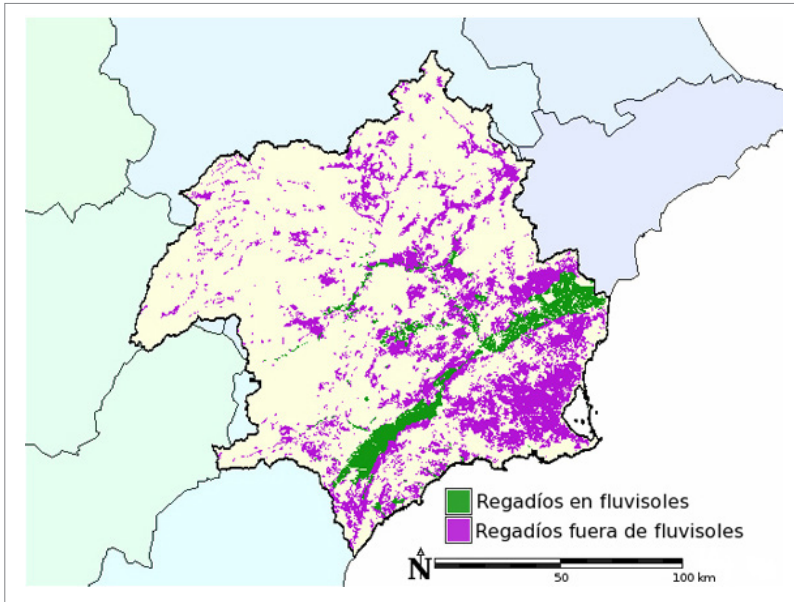 Regadíos en fluvisoles
Regadíos fuera de fluvisoles
N
50
100 km